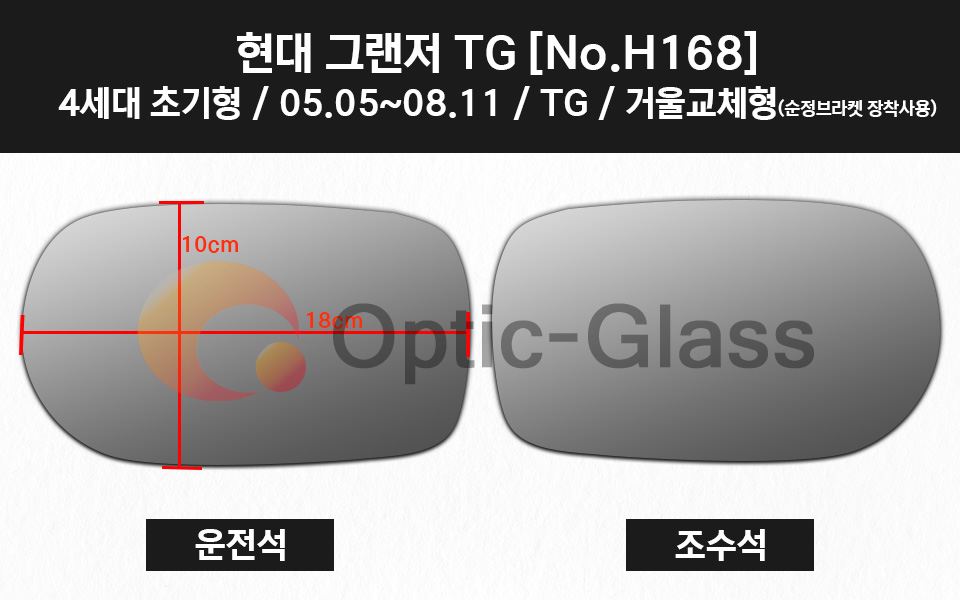 현대 그랜저 TG [No.H168]
4세대 초기형 / 05.05~08.11 / TG / 거울교체형(순정브라켓 장착사용)
10cm
18cm
Optic-Glass
운전석
조수석